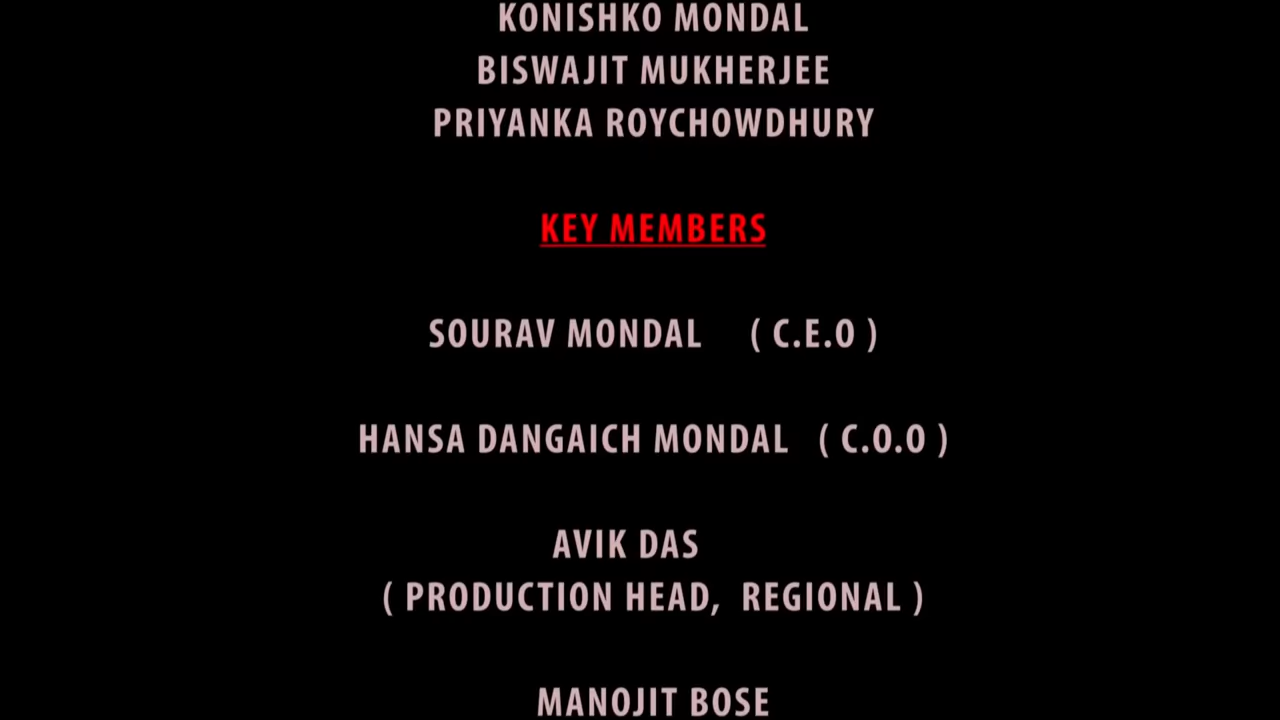 KONISHKO MONDAL
BISWAJIT MUKHERJEE
PRIYANKA ROYCHOWDHURY
KEY MEMBERS
SOURAV MONDAL ( C.E.O )
HANSA DANGAICH MONDAL ( C.O.O )
AVIK DAS
( PRODUCTION HEAD, REGIONAL )
MANOJIT BOSE